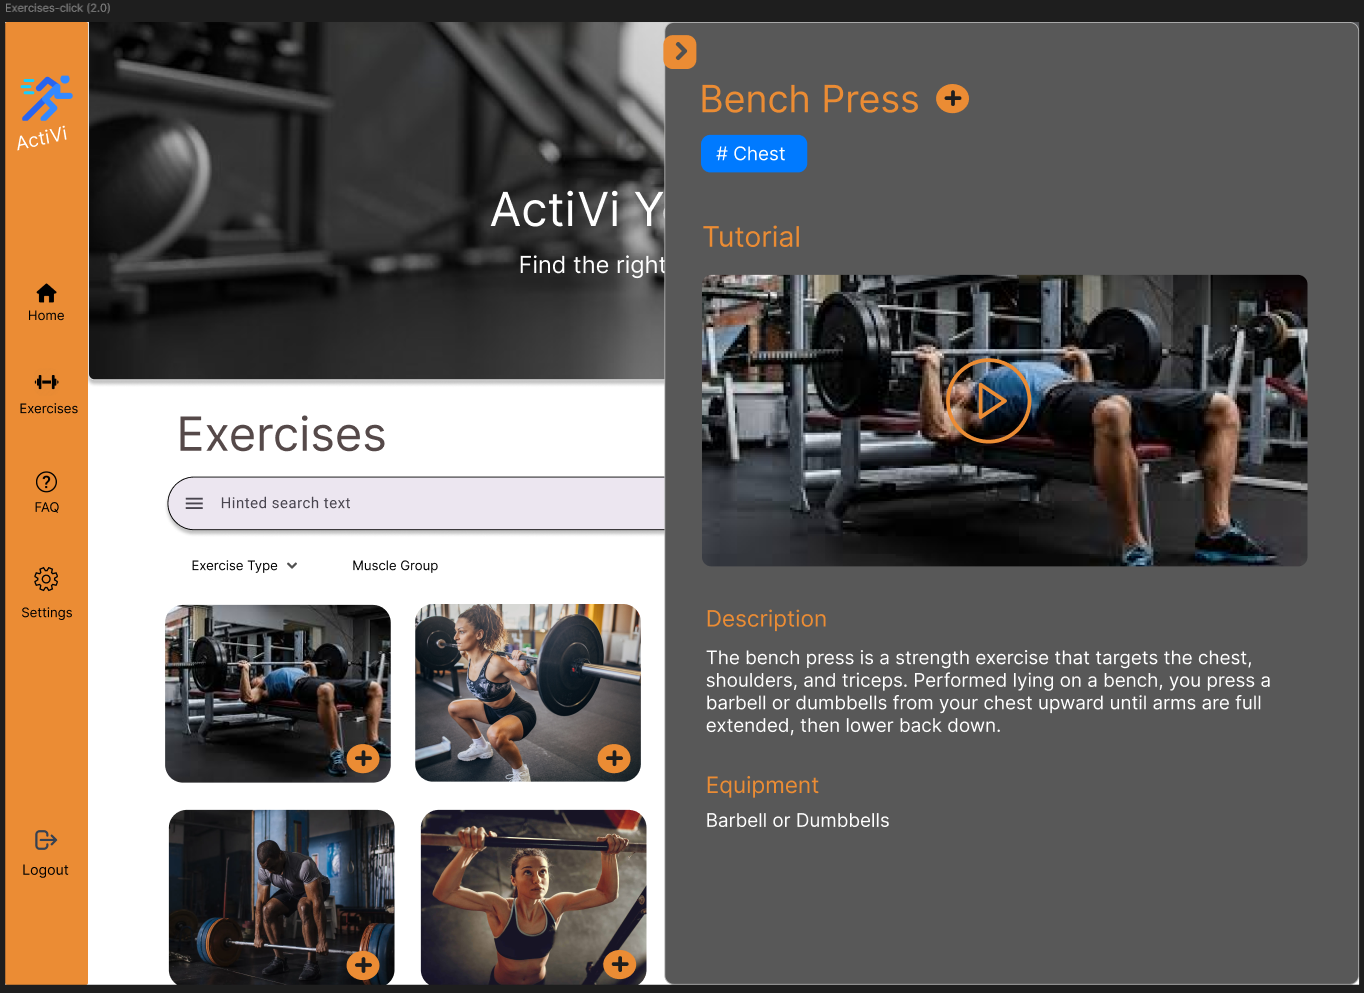 Exercises-click (2.0)
ActiVi
Home
Exercises
FAQ
Settings
Logout
ActiVi Y
Find the right
Exercises
Hinted search text
Exercise Type
Muscle Group
Bench Press
# Chest
Tutorial
Description
The bench press is a strength exercise that targets the chest,
shoulders, and triceps. Performed lying on a bench, you press a
barbell or dumbbells from your chest upward until arms are full
extended, then lower back down.
Equipment
Barbell or Dumbbells